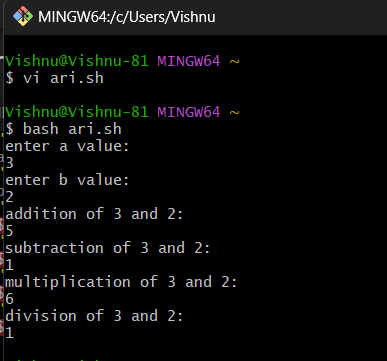 MINGW64:/c/Users/Vishnu
Vishnu@Vishnu-81 MINGW64 ~
$ vi ari.sh
Vishnu@Vishnu-81 MINGW64 ~
$ bash ari.sh
enter a value:
3
enter b value:
2
addition of 3 and 2:
5
subtraction of 3 and 2:
1
multiplication of 3 and 2:
6
division of 3 and 2:
1